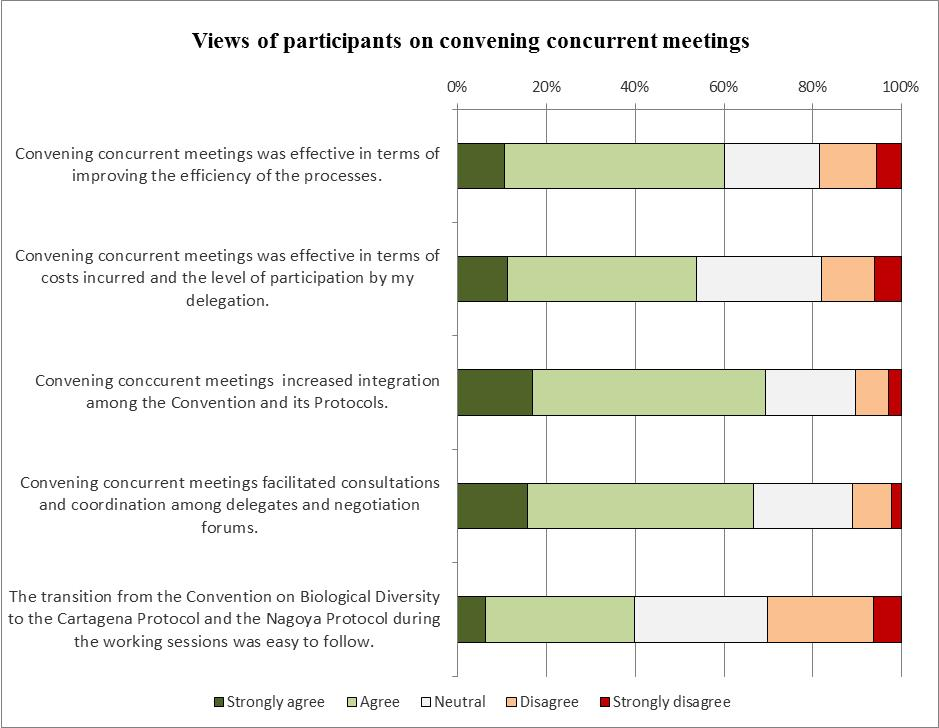 Views of participants on convening concurrent meetings
0% 20% 40% 60% 80% 100%
Convening concurrent meetings was effective in terms of
improving the efficiency of the processes.
Convening concurrent meetings was effective in terms of
costs incurred and the level of participation by my
delegation.
Convening conccurent meetings  increased integration
among the Convention and its Protocols.
Convening concurrent meetings facilitated consultations
and coordination among delegates and negotiation
forums.
The transition from the Convention on Biological Diversity
to the Cartagena Protocol and the Nagoya Protocol during
the working sessions was easy to follow.
Strongly agree Agree Neutral Disagree Strongly disagree